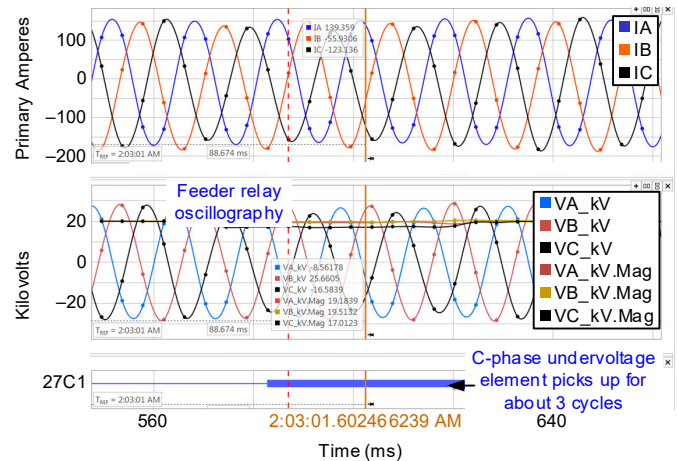 Primary Amperes
100
0
−100
−200
IA 139.359
IB -55.9306
IC -123.136
IA
IB
IC
TREF = 2:03:01 AM
88.674 ms
Kilovolts
20
0
−20
Feeder relay
oscillography
VA_kV -8.56178
VB_kV 25.6605
VC_kV -16.5839
VA_kV.Mag 19.1839
VB_kV.Mag 19.5132
VC_kV.Mag 17.0123
VA_kV
VB_kV
VC_kV
VA_kV.Mag
VB_kV.Mag
VC_kV.Mag
TREF = 2:03:01 AM
88.674 ms
27C1
C-phase undervoltage
element picks up for
about 3 cycles
TREF = 2:03:01 AM
560
2:03:01.602466239 AM
640
Time (ms)